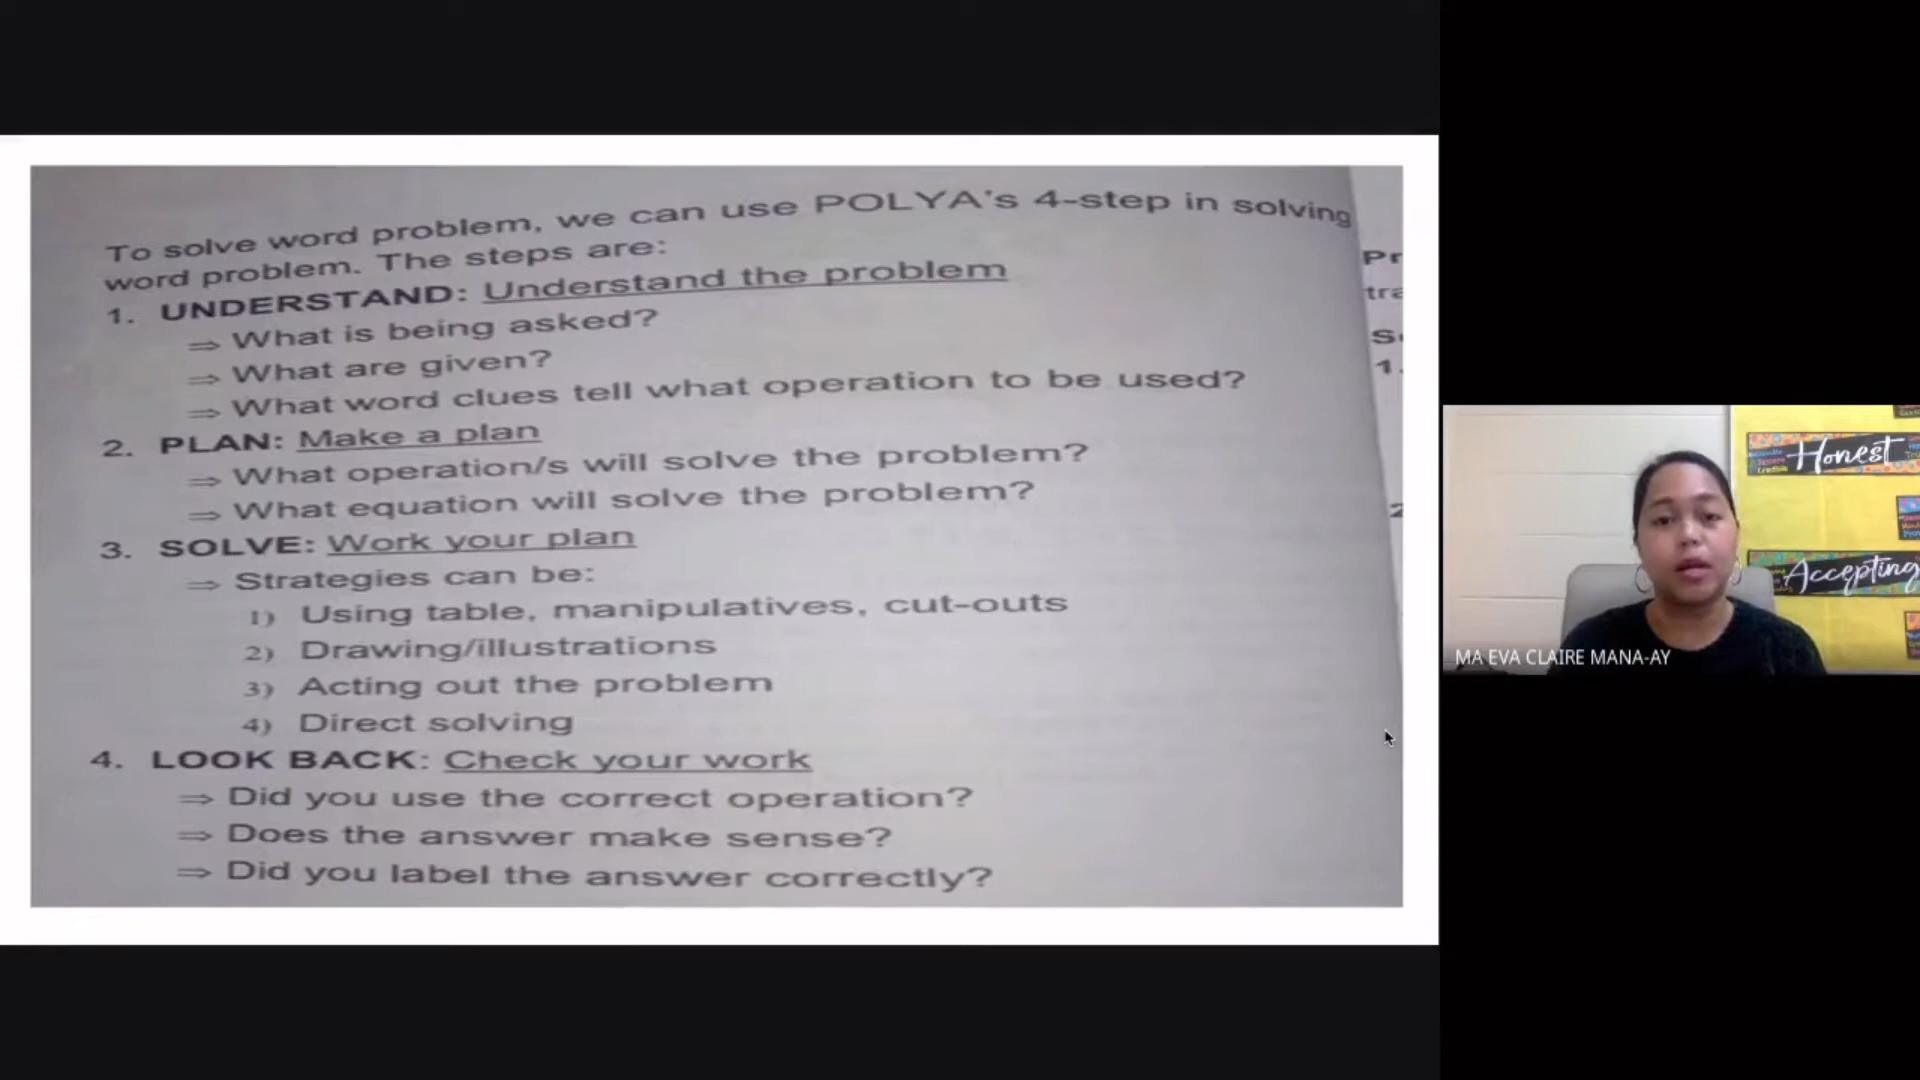 To solve word problem, we can use POLYA's 4-step in solving
word problem. The steps are:
1. UNDERSTAND: Understand the problem
⇒ What is being asked?
⇒ What are given?
⇒ What word clues tell what operation to be used?
2. PLAN: Make a plan
⇒ What operation/s will solve the problem?
⇒ What equation will solve the problem?
3. SOLVE: Work your plan
⇒ Strategies can be:
1) Using table, manipulatives, cut-outs
2) Drawing/illustrations
3) Acting out the problem
4) Direct solving
4. LOOK BACK: Check your work
⇒ Did you use the correct operation?
⇒ Does the answer make sense?
⇒ Did you label the answer correctly?
Pr
tra
1.
2
Honest
Accepting
MA EVA CLAIRE MANA-AY